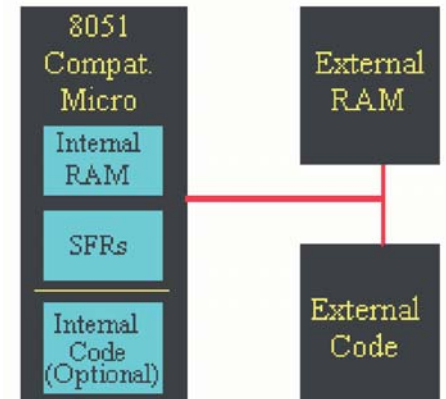 8051
Compat.
Micro
Internal
RAM
SFRs
Internal
Code
(Optional)
External
RAM
External
Code